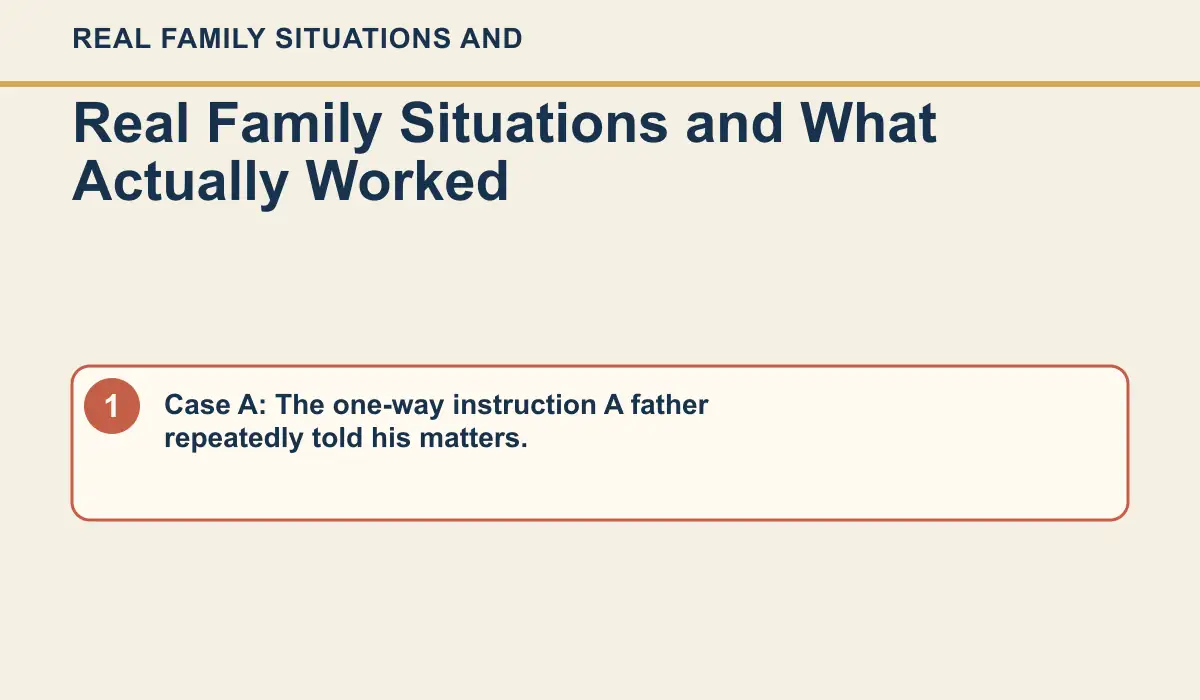 REAL FAMILY SITUATIONS AND
Real Family Situations and What
Actually Worked
1
Case A: The one-way instruction A father
repeatedly told his matters.